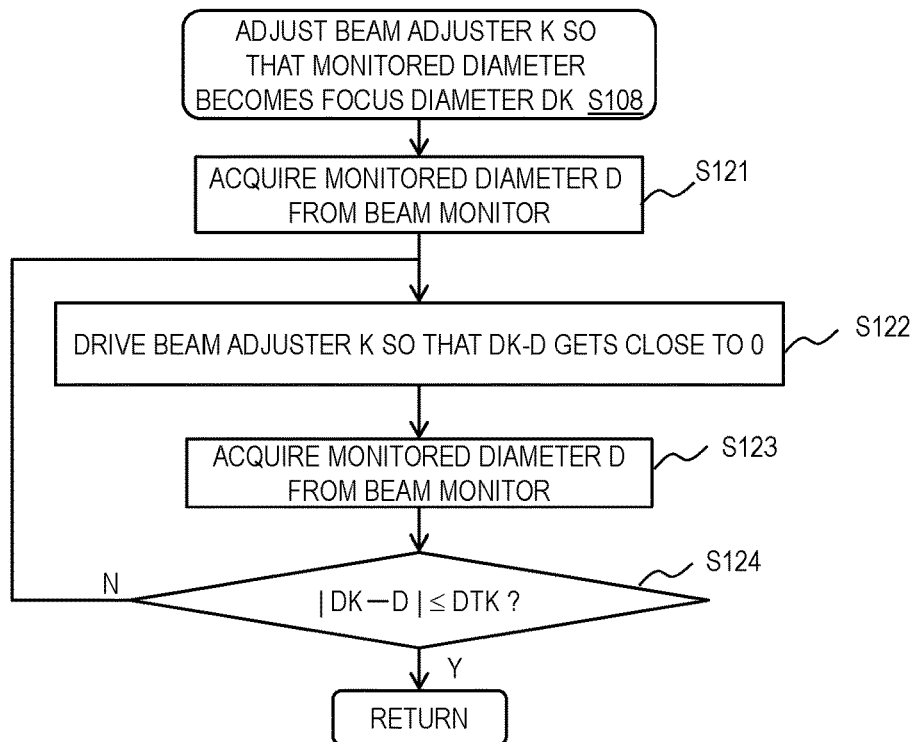 ADJUST BEAM ADJUSTER K SO
THAT MONITORED DIAMETER
BECOMES FOCUS DIAMETER DK S108
ACQUIRE MONITORED DIAMETER D
FROM BEAM MONITOR
S121
DRIVE BEAM ADJUSTER K SO THAT DK-D GETS CLOSE TO 0
S122
ACQUIRE MONITORED DIAMETER D
FROM BEAM MONITOR
S123
S124
N
| DK—D | ≤ DTK ?
Y
RETURN